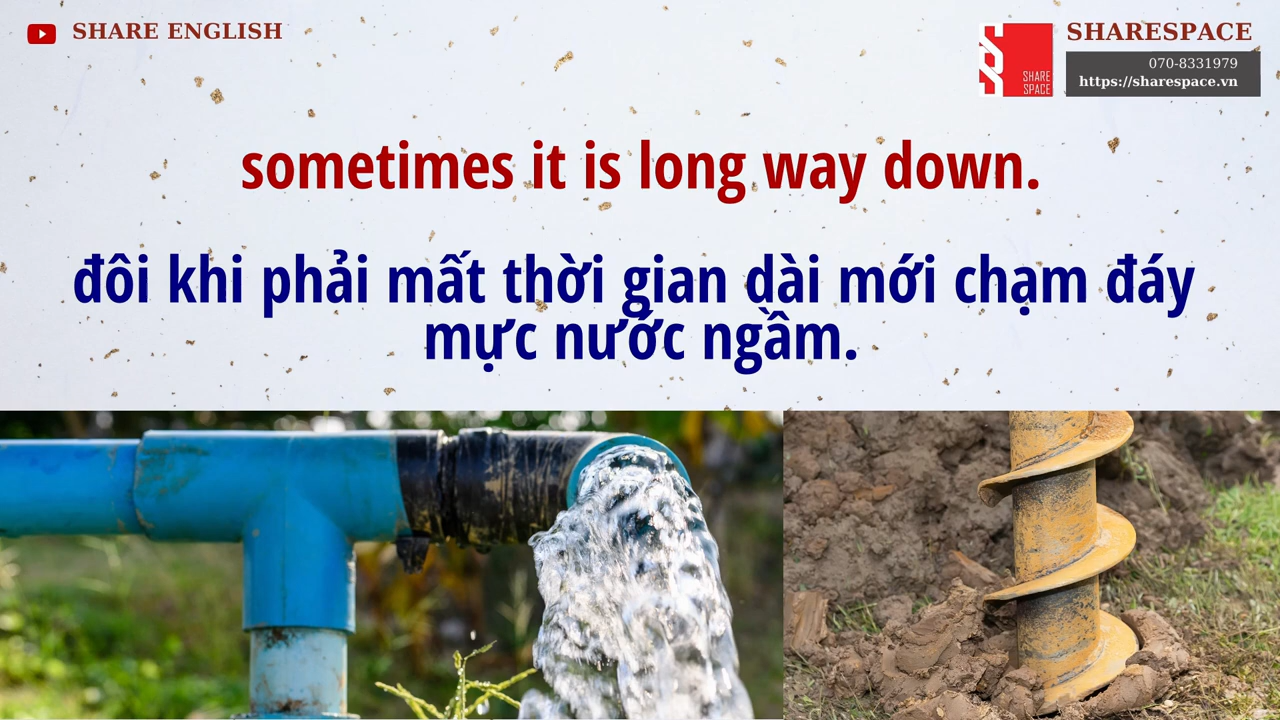 SHARE ENGLISH
SHARESPACE
070-8331979
https://sharespace.vn
SHARE
SPACE
sometimes it is long way down.
đôi khi phải mất thời gian dài mới chạm đáy
mực nước ngầm.